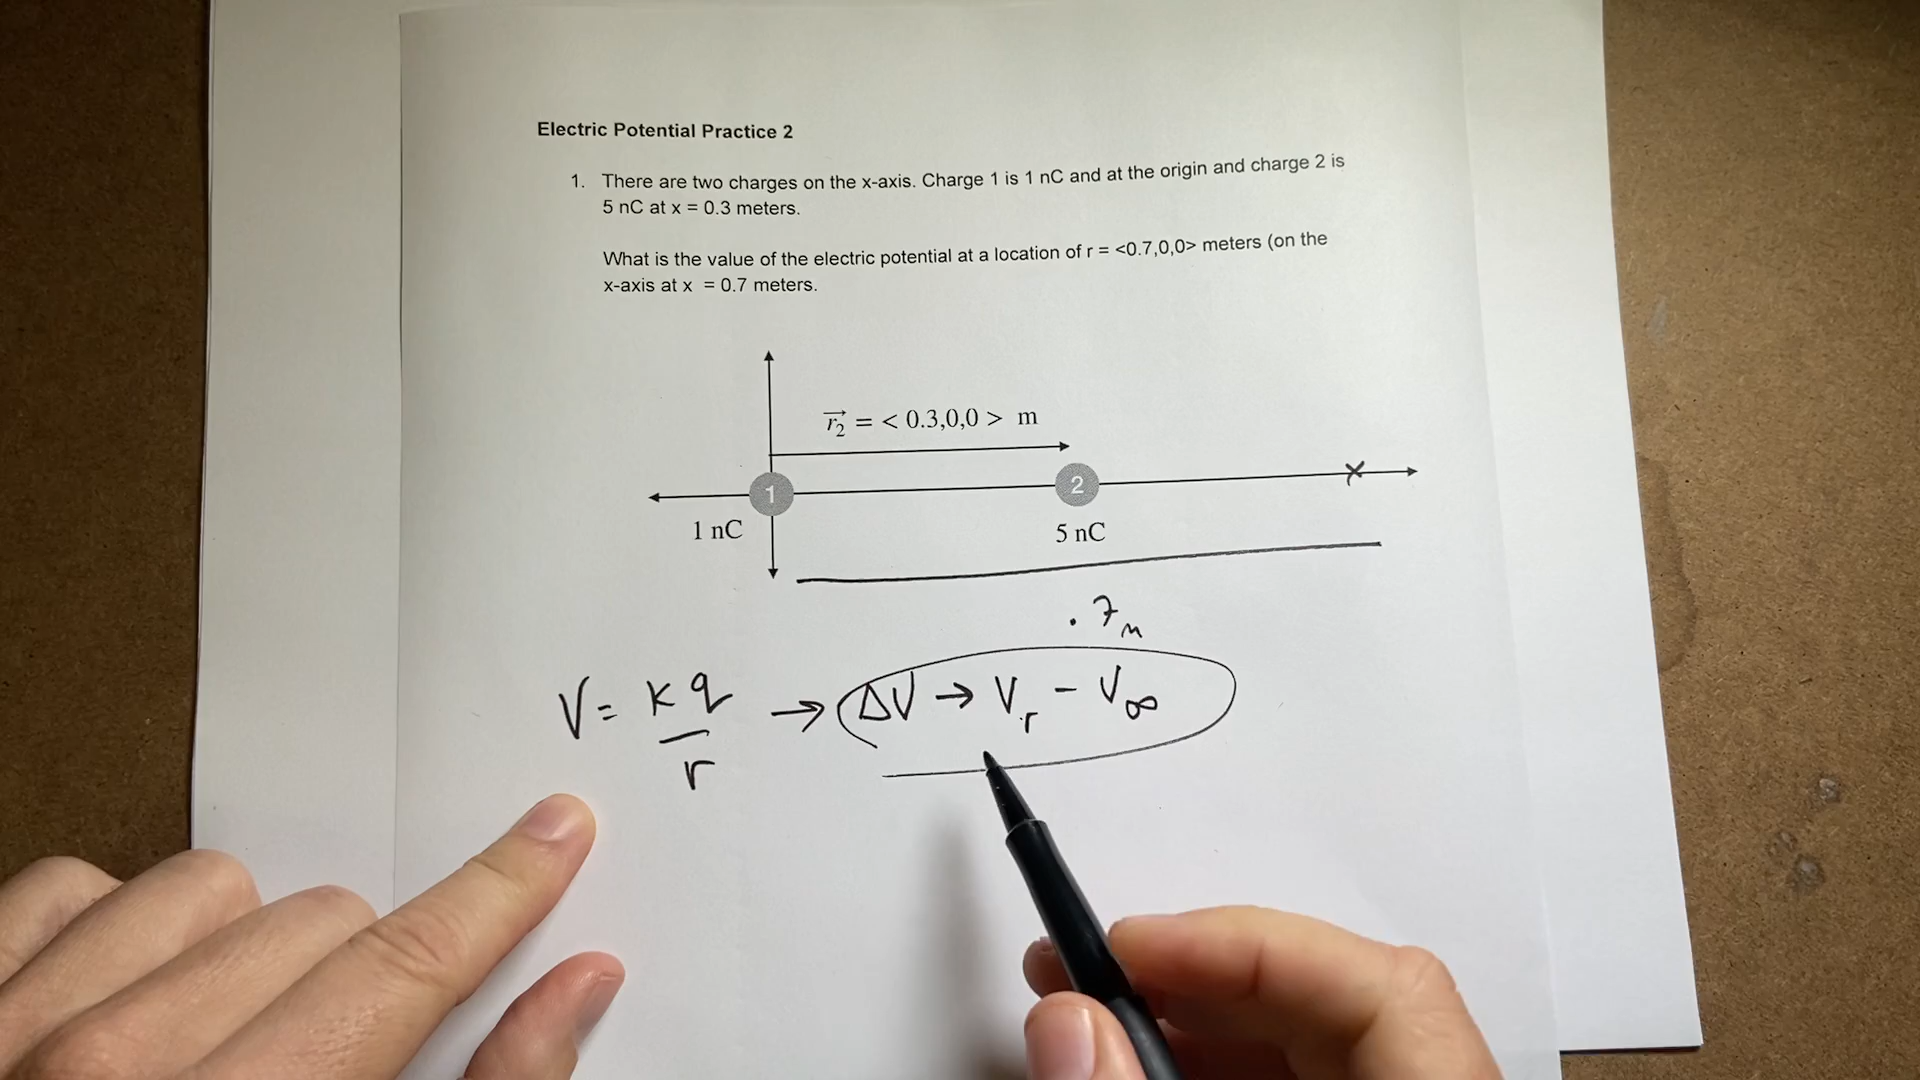 Electric Potential Practice 2
1. There are two charges on the x-axis. Charge 1 is 1 nC and at the origin and charge 2 is
5 nC at x = 0.3 meters.
What is the value of the electric potential at a location of r = <0.7,0,0> meters (on the
x-axis at x = 0.7 meters.
r₂ = < 0.3,0,0 > m
1
2
1 nC
5 nC
.7m
V = kq/r → ΔV → Vᵣ - V∞